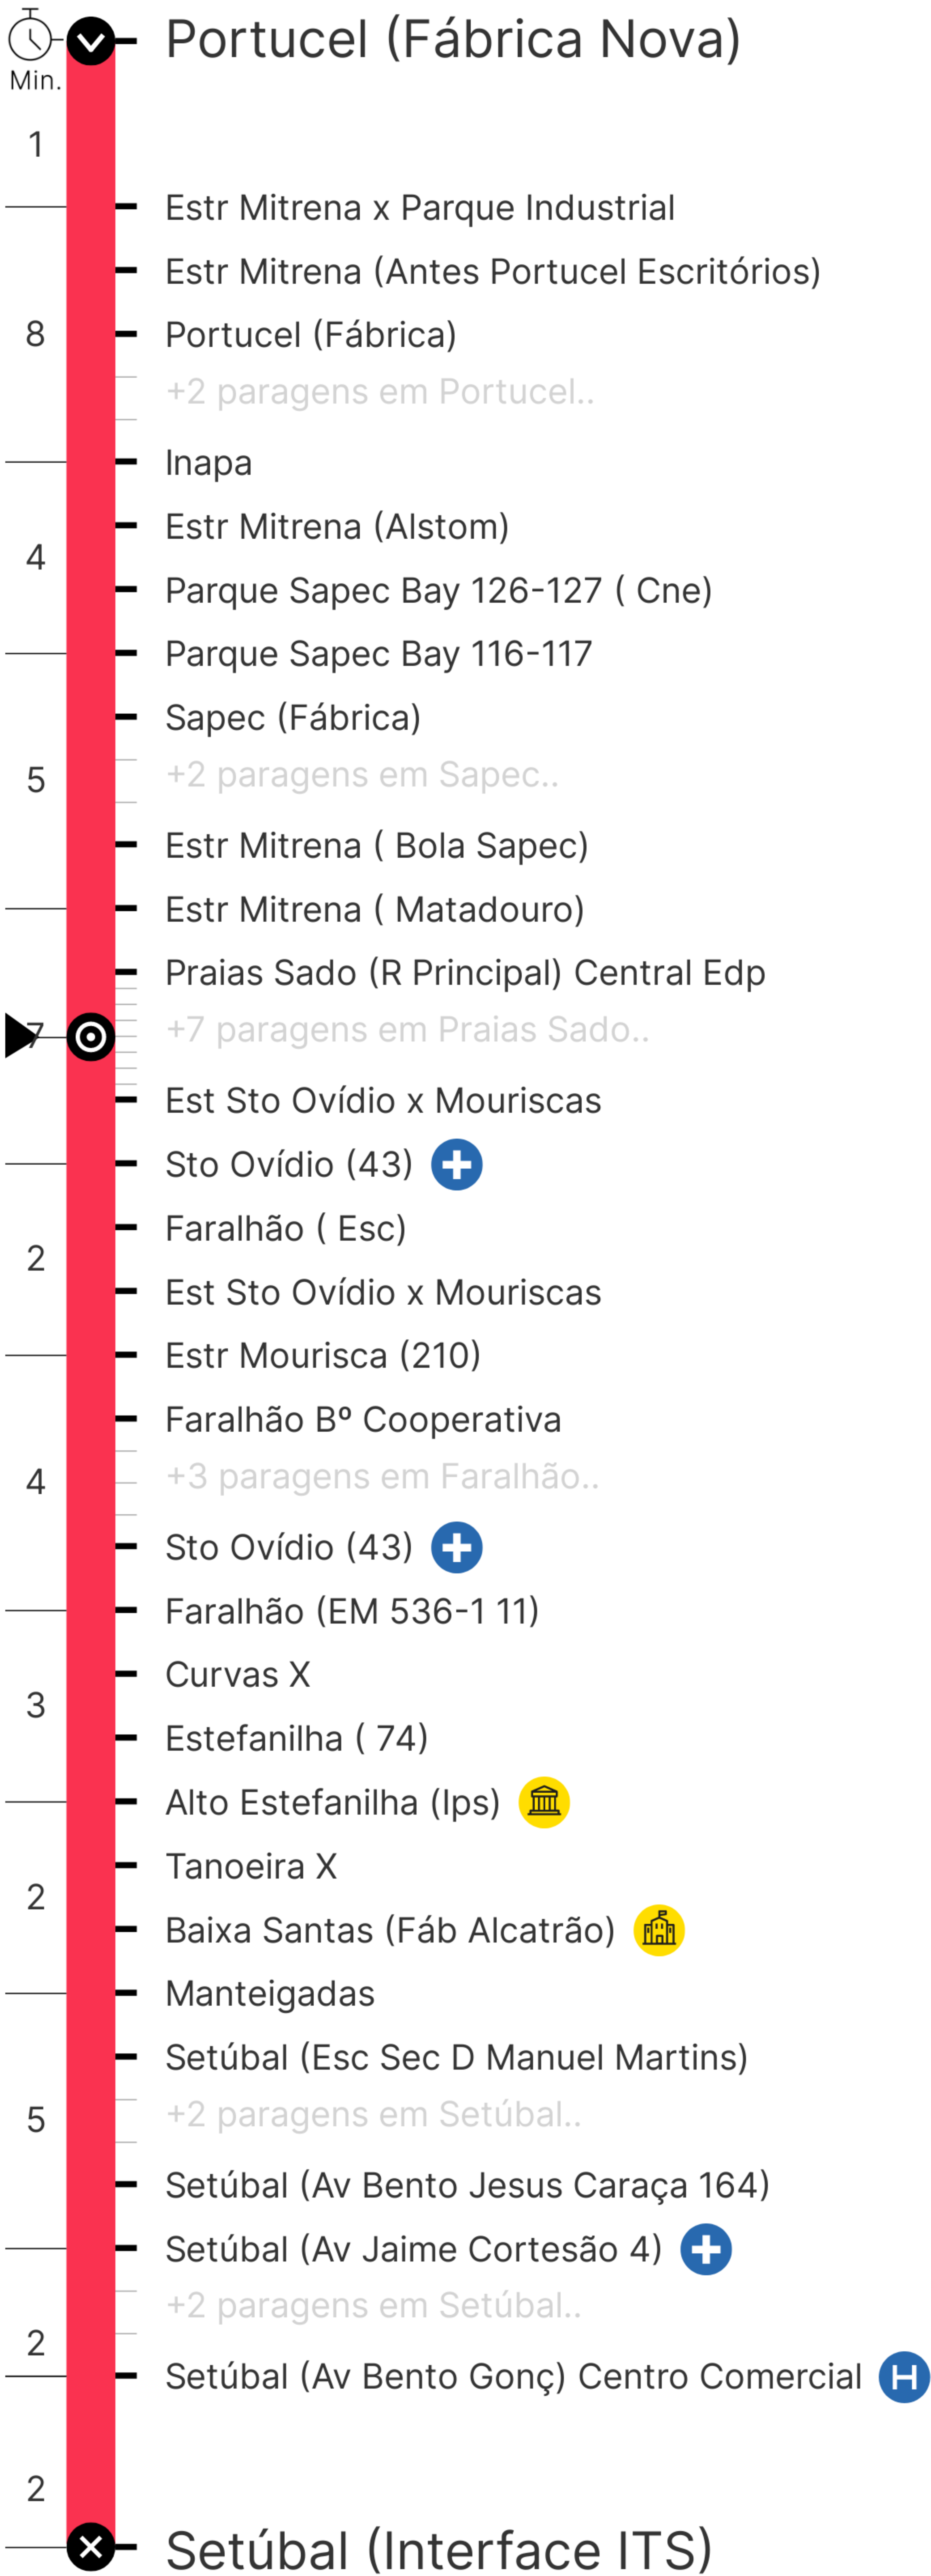 Portucel (Fábrica Nova)
Min.
1
Estr Mitrena x Parque Industrial
Estr Mitrena (Antes Portucel Escritórios)
8
Portucel (Fábrica)
+2 paragens em Portucel..
Inapa
Estr Mitrena (Alstom)
4
Parque Sapec Bay 126-127 ( Cne)
Parque Sapec Bay 116-117
Sapec (Fábrica)
5
+2 paragens em Sapec..
Estr Mitrena ( Bola Sapec)
Estr Mitrena ( Matadouro)
Praias Sado (R Principal) Central Edp
7
+7 paragens em Praias Sado..
Est Sto Ovídio x Mouriscas
Sto Ovídio (43)
Faralhão ( Esc)
2
Est Sto Ovídio x Mouriscas
Estr Mourisca (210)
Faralhão Bº Cooperativa
4
+3 paragens em Faralhão..
Sto Ovídio (43)
Faralhão (EM 536-1 11)
Curvas X
3
Estefanilha ( 74)
Alto Estefanilha (Ips)
Tanoeira X
2
Baixa Santas (Fáb Alcatrão)
Manteigadas
Setúbal (Esc Sec D Manuel Martins)
5
+2 paragens em Setúbal..
Setúbal (Av Bento Jesus Caraça 164)
Setúbal (Av Jaime Cortesão 4)
+2 paragens em Setúbal..
2
Setúbal (Av Bento Gonç) Centro Comercial H
2
Setúbal (Interface ITS)